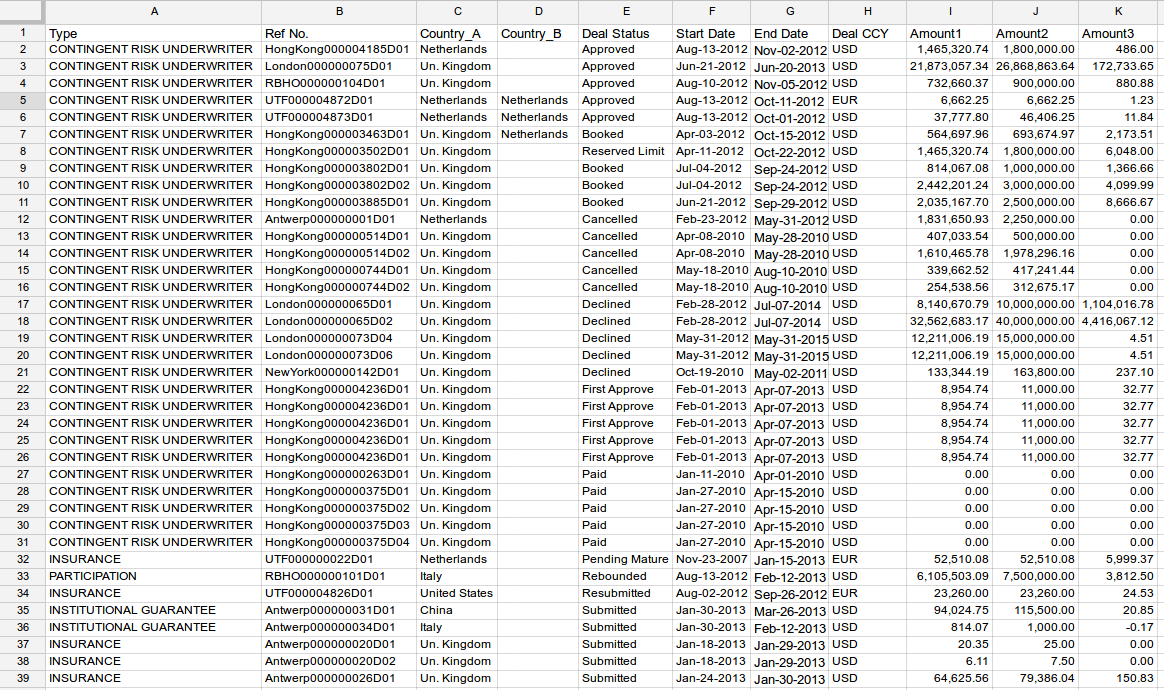 A B C D E F G H I J K
1 Type Ref No. Country_A Country_B Deal Status Start Date End Date Deal CCY Amount1 Amount2 Amount3
2 CONTINGENT RISK UNDERWRITER HongKong000004185D01 Netherlands Approved Aug-13-2012 Nov-02-2012 USD 1,465,320.74 1,800,000.00 486.00
3 CONTINGENT RISK UNDERWRITER London000000075D01 Un. Kingdom Approved Jun-21-2012 Jun-20-2013 USD 21,873,057.34 26,868,863.64 172,733.65
4 CONTINGENT RISK UNDERWRITER RBHO000000104D01 Un. Kingdom Approved Aug-10-2012 Nov-05-2012 USD 732,660.37 900,000.00 880.88
5 CONTINGENT RISK UNDERWRITER UTF000004872D01 Netherlands Netherlands Approved Aug-13-2012 Oct-11-2012 EUR 6,662.25 6,662.25 1.23
6 CONTINGENT RISK UNDERWRITER UTF000004873D01 Netherlands Netherlands Approved Aug-13-2012 Oct-01-2012 USD 37,777.80 46,406.25 11.84
7 CONTINGENT RISK UNDERWRITER HongKong000003463D01 Un. Kingdom Netherlands Booked Apr-03-2012 Oct-15-2012 USD 564,697.96 693,674.97 2,173.51
8 CONTINGENT RISK UNDERWRITER HongKong000003502D01 Un. Kingdom Reserved Limit Apr-11-2012 Oct-22-2012 USD 1,465,320.74 1,800,000.00 6,048.00
9 CONTINGENT RISK UNDERWRITER HongKong000003802D01 Un. Kingdom Booked Jul-04-2012 Sep-24-2012 USD 814,067.08 1,000,000.00 1,366.66
10 CONTINGENT RISK UNDERWRITER HongKong000003802D02 Un. Kingdom Booked Jul-04-2012 Sep-24-2012 USD 2,442,201.24 3,000,000.00 4,099.99
11 CONTINGENT RISK UNDERWRITER HongKong000003885D01 Un. Kingdom Booked Jun-21-2012 Sep-29-2012 USD 2,035,167.70 2,500,000.00 8,666.67
12 CONTINGENT RISK UNDERWRITER Antwerp000000001D01 Netherlands Cancelled Feb-23-2012 May-31-2012 USD 1,831,650.93 2,250,000.00 0.00
13 CONTINGENT RISK UNDERWRITER HongKong000000514D01 Un. Kingdom Cancelled Apr-08-2010 May-28-2010 USD 407,033.54 500,000.00 0.00
14 CONTINGENT RISK UNDERWRITER HongKong000000514D02 Un. Kingdom Cancelled Apr-08-2010 May-28-2010 USD 1,610,465.78 1,978,296.16 0.00
15 CONTINGENT RISK UNDERWRITER HongKong000000744D01 Un. Kingdom Cancelled May-18-2010 Aug-10-2010 USD 339,662.52 417,241.44 0.00
16 CONTINGENT RISK UNDERWRITER HongKong000000744D02 Un. Kingdom Cancelled May-18-2010 Aug-10-2010 USD 254,538.56 312,675.17 0.00
17 CONTINGENT RISK UNDERWRITER London000000065D01 Un. Kingdom Declined Feb-28-2012 Jul-07-2014 USD 8,140,670.79 10,000,000.00 1,104,016.78
18 CONTINGENT RISK UNDERWRITER London000000065D02 Un. Kingdom Declined Feb-28-2012 Jul-07-2014 USD 32,562,683.17 40,000,000.00 4,416,067.12
19 CONTINGENT RISK UNDERWRITER London000000073D04 Un. Kingdom Declined May-31-2012 May-31-2015 USD 12,211,006.19 15,000,000.00 4.51
20 CONTINGENT RISK UNDERWRITER London000000073D06 Un. Kingdom Declined May-31-2012 May-31-2015 USD 12,211,006.19 15,000,000.00 4.51
21 CONTINGENT RISK UNDERWRITER NewYork000000142D01 Un. Kingdom Declined Oct-19-2010 May-02-2011 USD 133,344.19 163,800.00 237.10
22 CONTINGENT RISK UNDERWRITER HongKong000004236D01 Un. Kingdom First Approve Feb-01-2013 Apr-07-2013 USD 8,954.74 11,000.00 32.77
23 CONTINGENT RISK UNDERWRITER HongKong000004236D01 Un. Kingdom First Approve Feb-01-2013 Apr-07-2013 USD 8,954.74 11,000.00 32.77
24 CONTINGENT RISK UNDERWRITER HongKong000004236D01 Un. Kingdom First Approve Feb-01-2013 Apr-07-2013 USD 8,954.74 11,000.00 32.77
25 CONTINGENT RISK UNDERWRITER HongKong000004236D01 Un. Kingdom First Approve Feb-01-2013 Apr-07-2013 USD 8,954.74 11,000.00 32.77
26 CONTINGENT RISK UNDERWRITER HongKong000004236D01 Un. Kingdom First Approve Feb-01-2013 Apr-07-2013 USD 8,954.74 11,000.00 32.77
27 CONTINGENT RISK UNDERWRITER HongKong000000263D01 Un. Kingdom Paid Jan-11-2010 Apr-01-2010 USD 0.00 0.00 0.00
28 CONTINGENT RISK UNDERWRITER HongKong000000375D01 Un. Kingdom Paid Jan-27-2010 Apr-15-2010 USD 0.00 0.00 0.00
29 CONTINGENT RISK UNDERWRITER HongKong000000375D02 Un. Kingdom Paid Jan-27-2010 Apr-15-2010 USD 0.00 0.00 0.00
30 CONTINGENT RISK UNDERWRITER HongKong000000375D03 Un. Kingdom Paid Jan-27-2010 Apr-15-2010 USD 0.00 0.00 0.00
31 CONTINGENT RISK UNDERWRITER HongKong000000375D04 Un. Kingdom Paid Jan-27-2010 Apr-15-2010 USD 0.00 0.00 0.00
32 INSURANCE UTF000000022D01 Netherlands Pending Mature Nov-23-2007 Jan-15-2013 EUR 52,510.08 52,510.08 5,999.37
33 PARTICIPATION RBHO000000101D01 Italy Rebounded Aug-13-2012 Feb-12-2013 USD 6,105,503.09 7,500,000.00 3,812.50
34 INSURANCE UTF000004826D01 United States Resubmitted Aug-02-2012 Sep-26-2012 EUR 23,260.00 23,260.00 24.53
35 INSTITUTIONAL GUARANTEE Antwerp000000031D01 China Submitted Jan-30-2013 Mar-26-2013 USD 94,024.75 115,500.00 20.85
36 INSTITUTIONAL GUARANTEE Antwerp000000034D01 Italy Submitted Jan-30-2013 Feb-12-2013 USD 814.07 1,000.00 -0.17
37 INSURANCE Antwerp000000020D01 Un. Kingdom Submitted Jan-18-2013 Jan-29-2013 USD 20.35 25.00 0.00
38 INSURANCE Antwerp000000020D02 Un. Kingdom Submitted Jan-18-2013 Jan-29-2013 USD 6.11 7.50 0.00
39 INSURANCE Antwerp000000026D01 Un. Kingdom Submitted Jan-24-2013 Jan-30-2013 USD 64,625.56 79,386.04 150.83